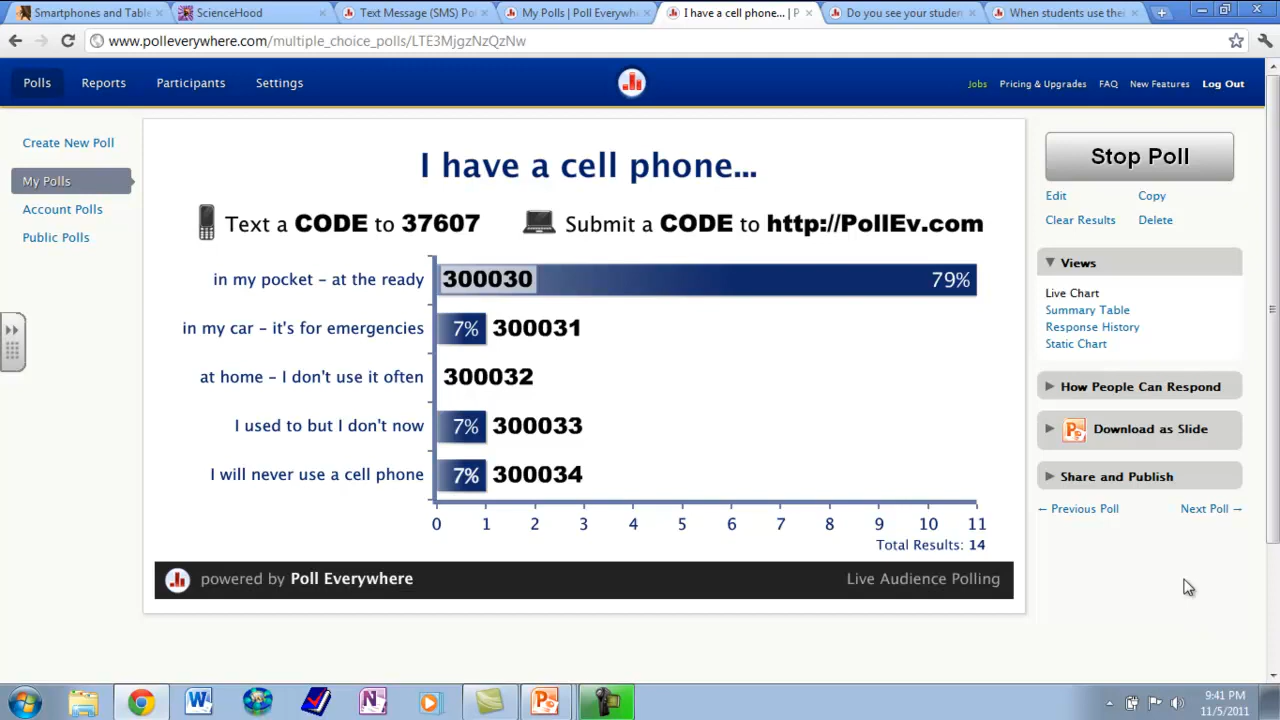 Smartphones and Table
ScienceHood
Text Message (SMS) Po
My Polls | Poll Everywhe
I have a cell phone... | P
Do you see your studen
When students use thei
www.polleverywhere.com/multiple_choice_polls/LTE3MjgzNzQzNw
Polls Reports Participants Settings
Jobs Pricing & Upgrades FAQ New Features Log Out
Create New Poll
My Polls
Account Polls
Public Polls
I have a cell phone...
Text a CODE to 37607
Submit a CODE to http://PollEv.com
in my pocket - at the ready 300030 79%
in my car - it's for emergencies 7% 300031
at home - I don't use it often 300032
I used to but I don't now 7% 300033
I will never use a cell phone 7% 300034
0 1 2 3 4 5 6 7 8 9 10 11
Total Results: 14
powered by Poll Everywhere
Live Audience Polling
Stop Poll
Edit Copy
Clear Results Delete
Views
Live Chart
Summary Table
Response History
Static Chart
How People Can Respond
Download as Slide
Share and Publish
← Previous Poll Next Poll →
9:41 PM
11/5/2011